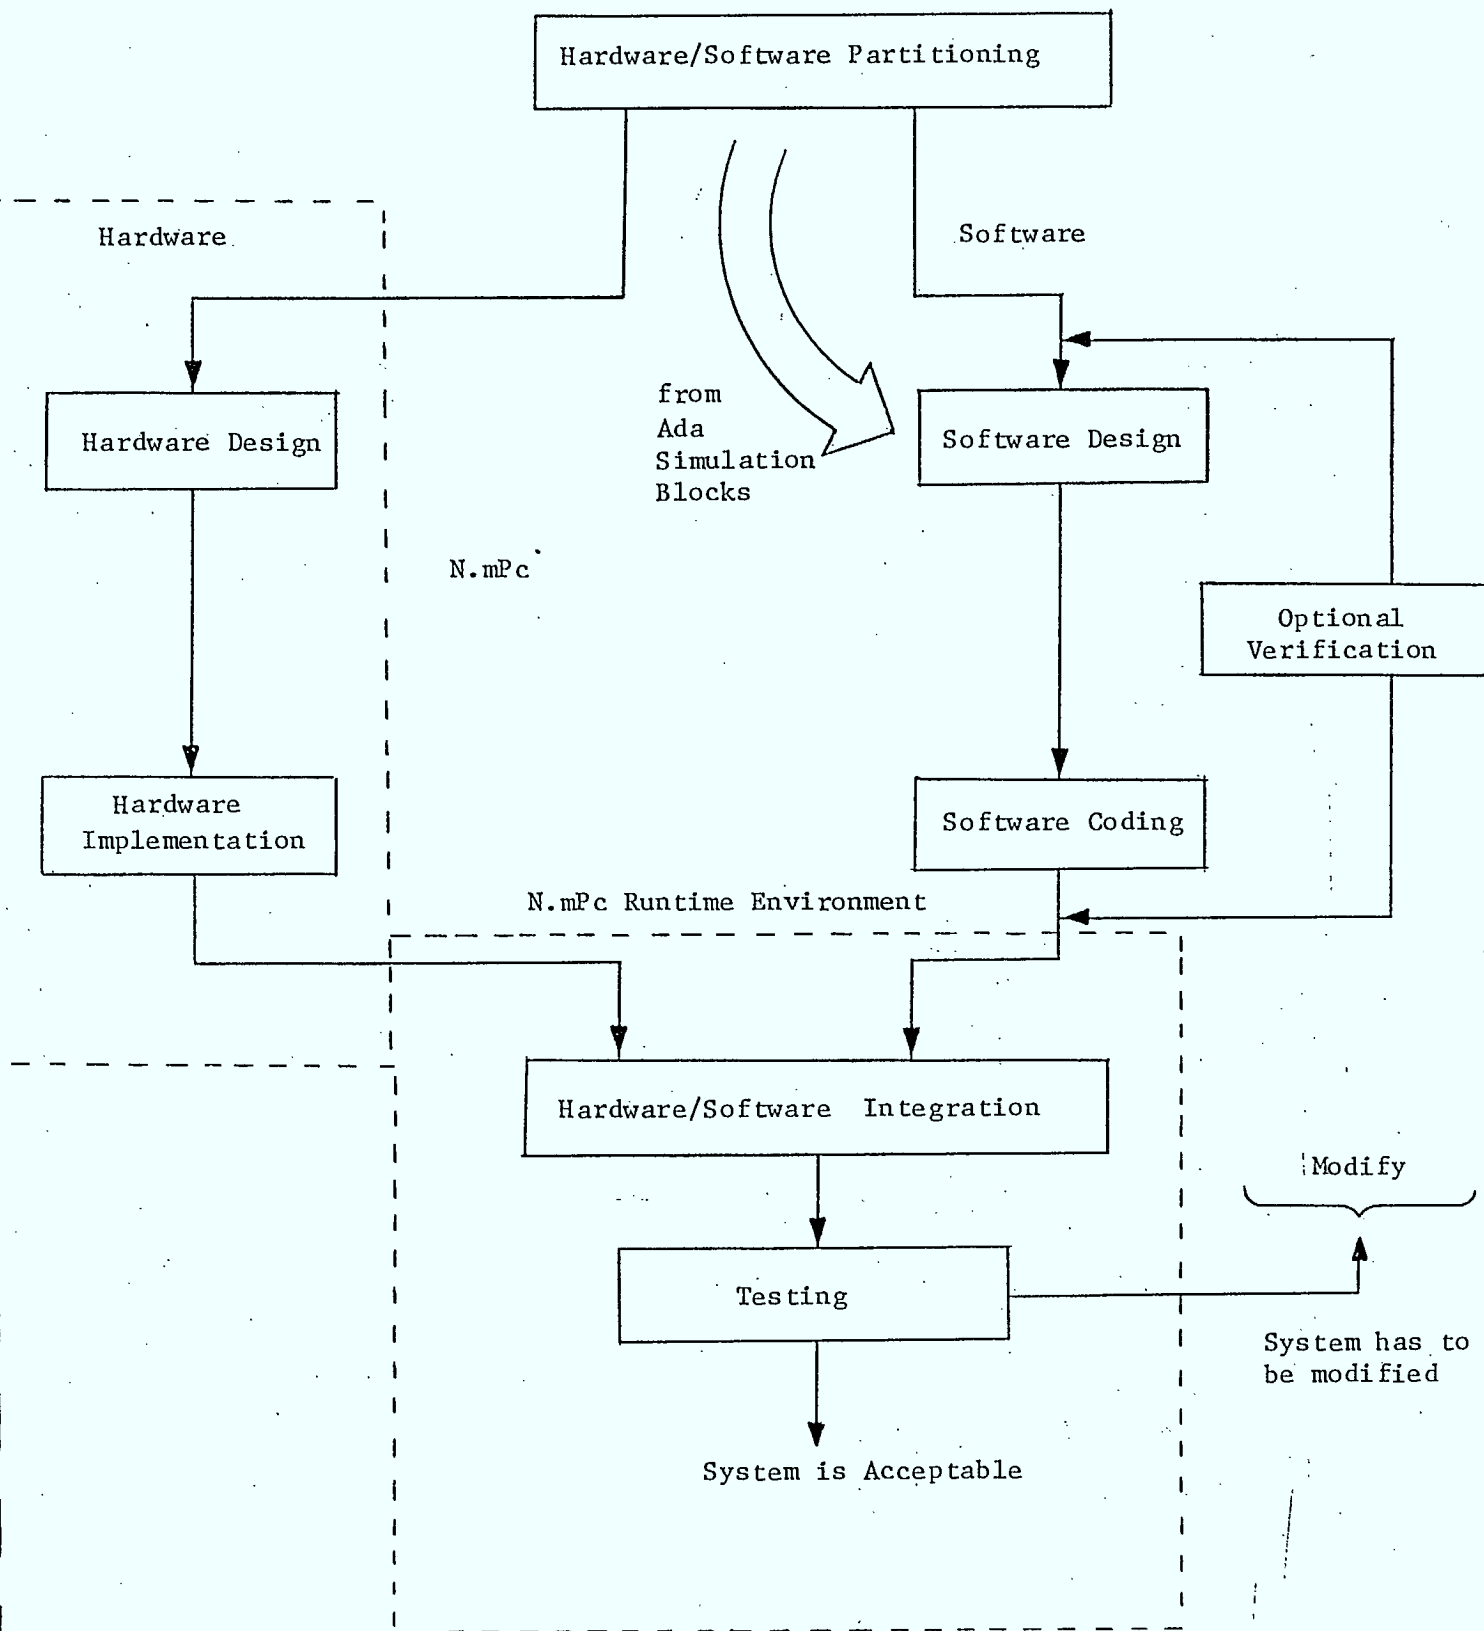 Hardware/Software Partitioning
Hardware
Software
from
Ada
Simulation
Blocks
Hardware Design
Software Design
N.mPc
Optional
Verification
Hardware
Implementation
Software Coding
N.mPc Runtime Environment
Hardware/Software Integration
Modify
Testing
System has to
be modified
System is Acceptable